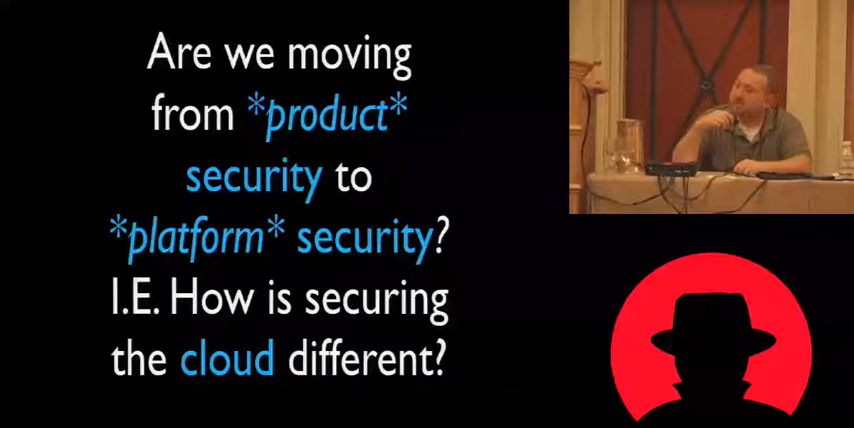 Are we moving
from *product*
security to
*platform* security?
I.E. How is securing
the cloud different?